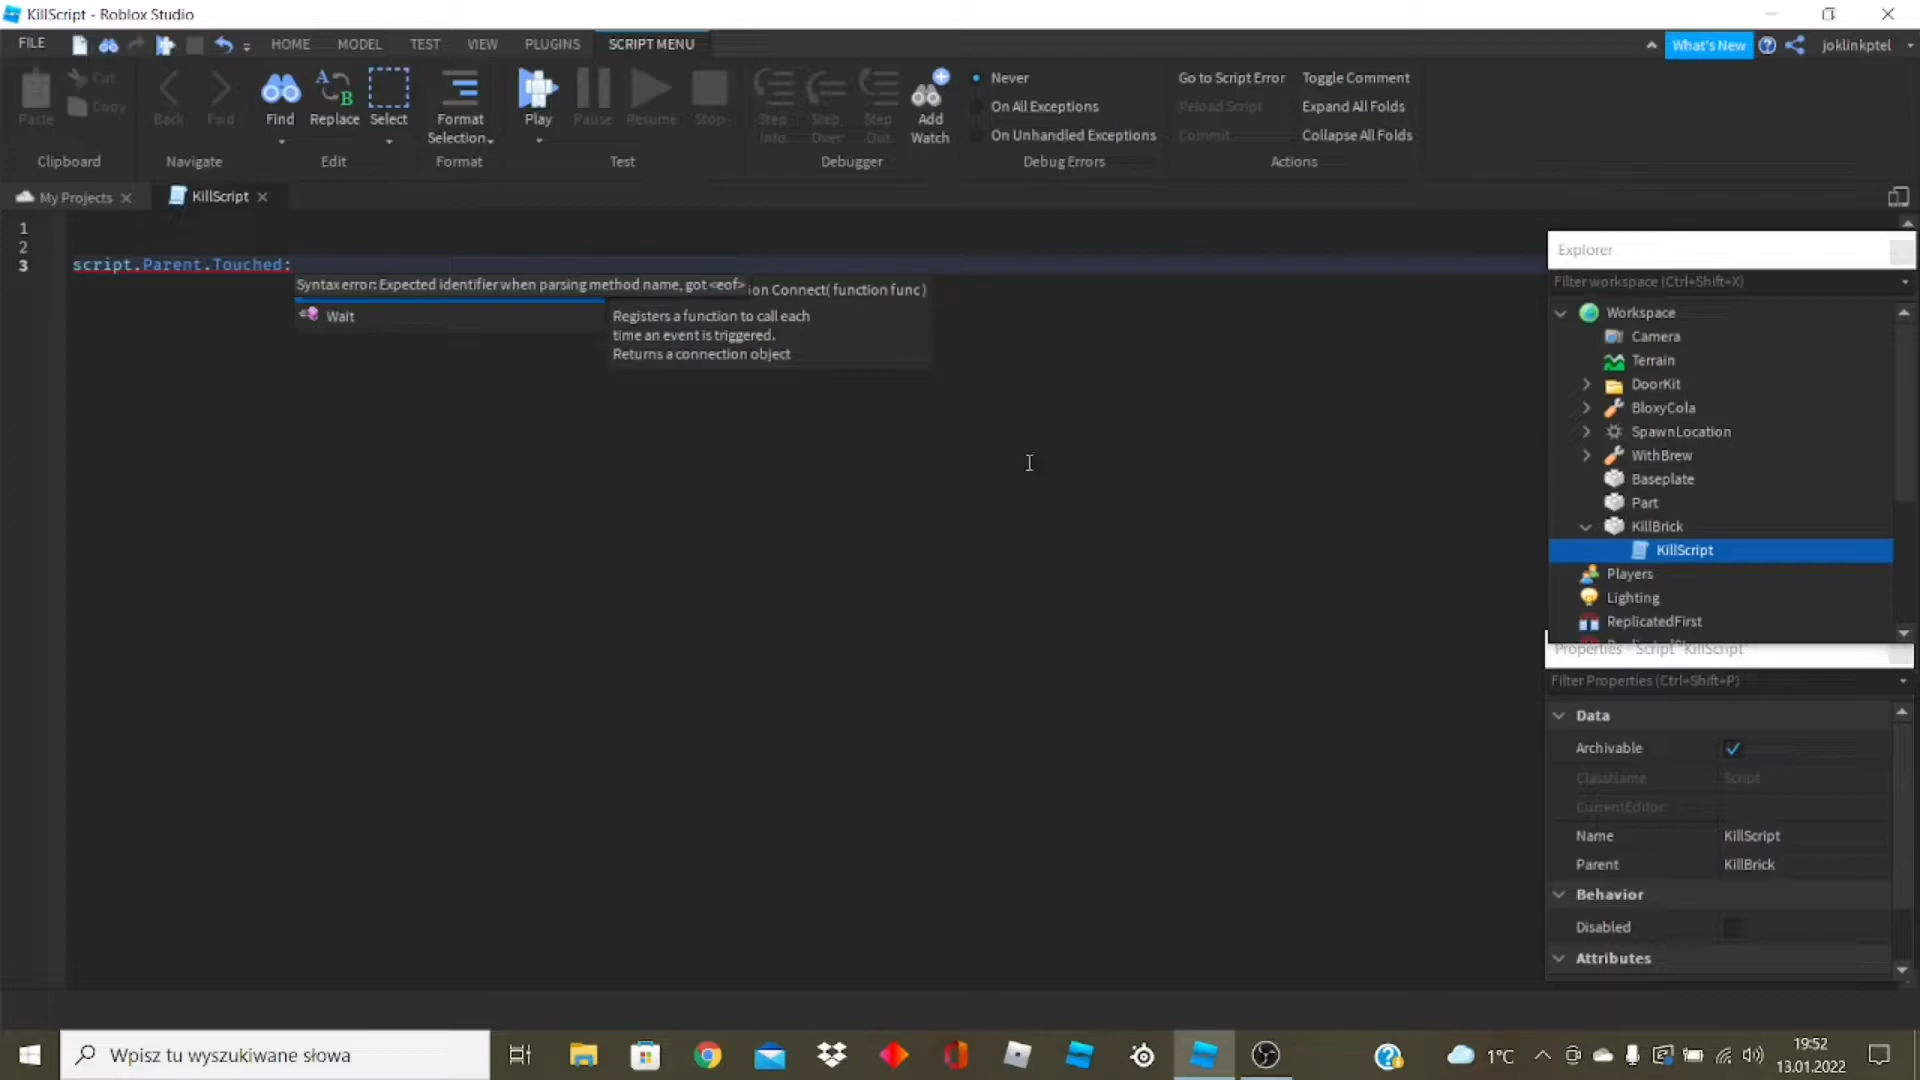 KillScript - Roblox Studio
FILE
HOME
MODEL
TEST
VIEW
PLUGINS
SCRIPT MENU
What's New
joklinkptel
Paste
Cut
Copy
Clipboard
Back
Fwd
Navigate
Find
Replace
Select
Edit
Format
Selection
Format
Play
Pause
Resume
Stop
Test
Step
Into
Step
Over
Step
Out
Add
Watch
Debugger
Never
On All Exceptions
On Unhandled Exceptions
Debug Errors
Go to Script Error
Reload Script
Commit
Toggle Comment
Expand All Folds
Collapse All Folds
Actions
My Projects
KillScript
1
2
3 script.Parent.Touched:
Syntax error: Expected identifier when parsing method name, got <eof>
ion Connect( function func )
Wait
Registers a function to call each
time an event is triggered.
Returns a connection object
Explorer
Filter workspace (Ctrl+Shift+X)
Workspace
Camera
Terrain
DoorKit
BloxyCola
SpawnLocation
WithBrew
Baseplate
Part
KillBrick
KillScript
Players
Lighting
ReplicatedFirst
Properties - Script "KillScript"
Filter Properties (Ctrl+Shift+P)
Data
Archivable
ClassName Script
CurrentEditor
Name KillScript
Parent KillBrick
Behavior
Disabled
Attributes
Wpisz tu wyszukiwane słowa
1°C
19:52
13.01.2022